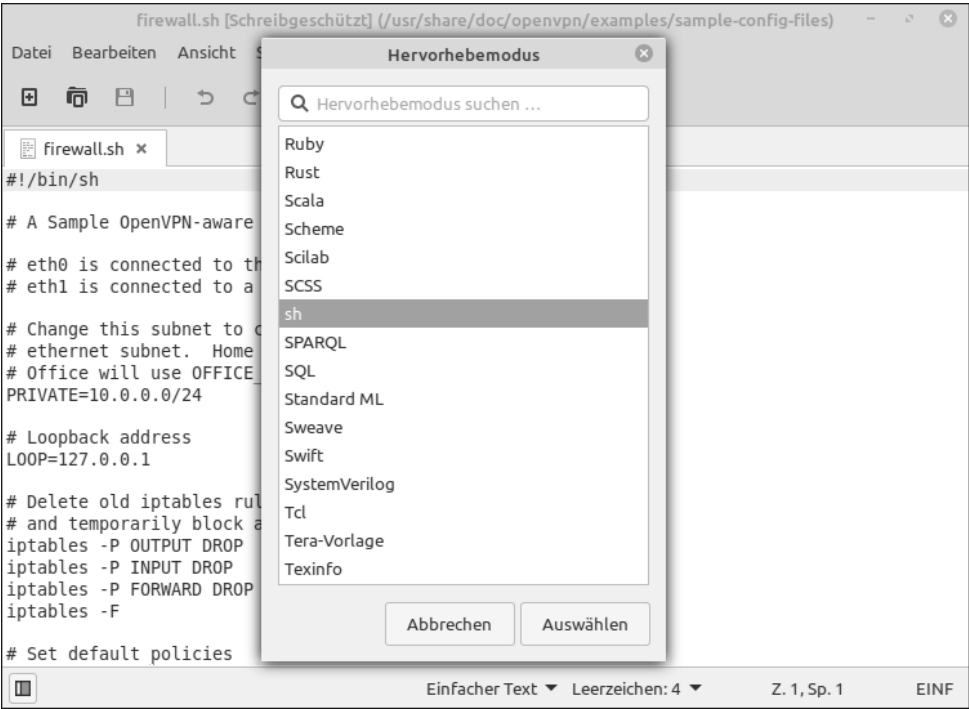 firewall.sh [Schreibgeschützt] (/usr/share/doc/openvpn/examples/sample-config-files)
Datei Bearbeiten Ansicht S
Hervorhebemodus
Hervorhebemodus suchen …
firewall.sh
Ruby
Rust
Scala
Scheme
Scilab
SCSS
sh
SPARQL
SQL
Standard ML
Sweave
Swift
SystemVerilog
Tcl
Tera-Vorlage
Texinfo
Abbrechen Auswählen
#!/bin/sh
# A Sample OpenVPN-aware
# eth0 is connected to th
# eth1 is connected to a
# Change this subnet to c
# ethernet subnet.  Home
# Office will use OFFICE_
PRIVATE=10.0.0.0/24
# Loopback address
LOOP=127.0.0.1
# Delete old iptables rul
# and temporarily block a
iptables -P OUTPUT DROP
iptables -P INPUT DROP
iptables -P FORWARD DROP
iptables -F
# Set default policies
Einfacher Text Leerzeichen: 4 Z. 1, Sp. 1 EINF